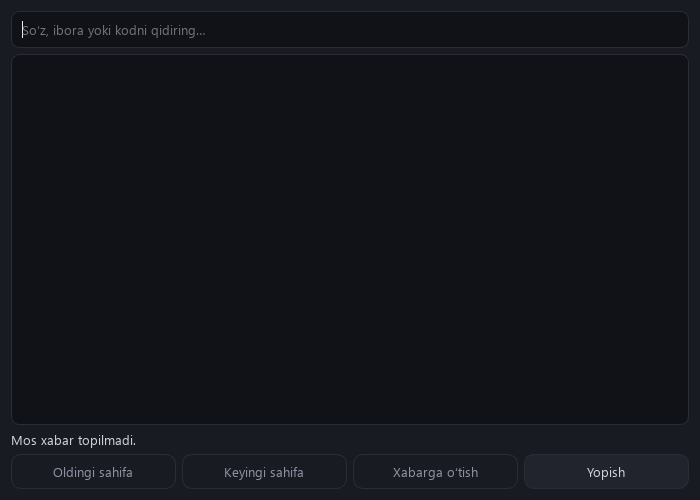 So‘z, ibora yoki kodni qidiring...
Mos xabar topilmadi.
Oldingi sahifa
Keyingi sahifa
Xabarga o‘tish
Yopish